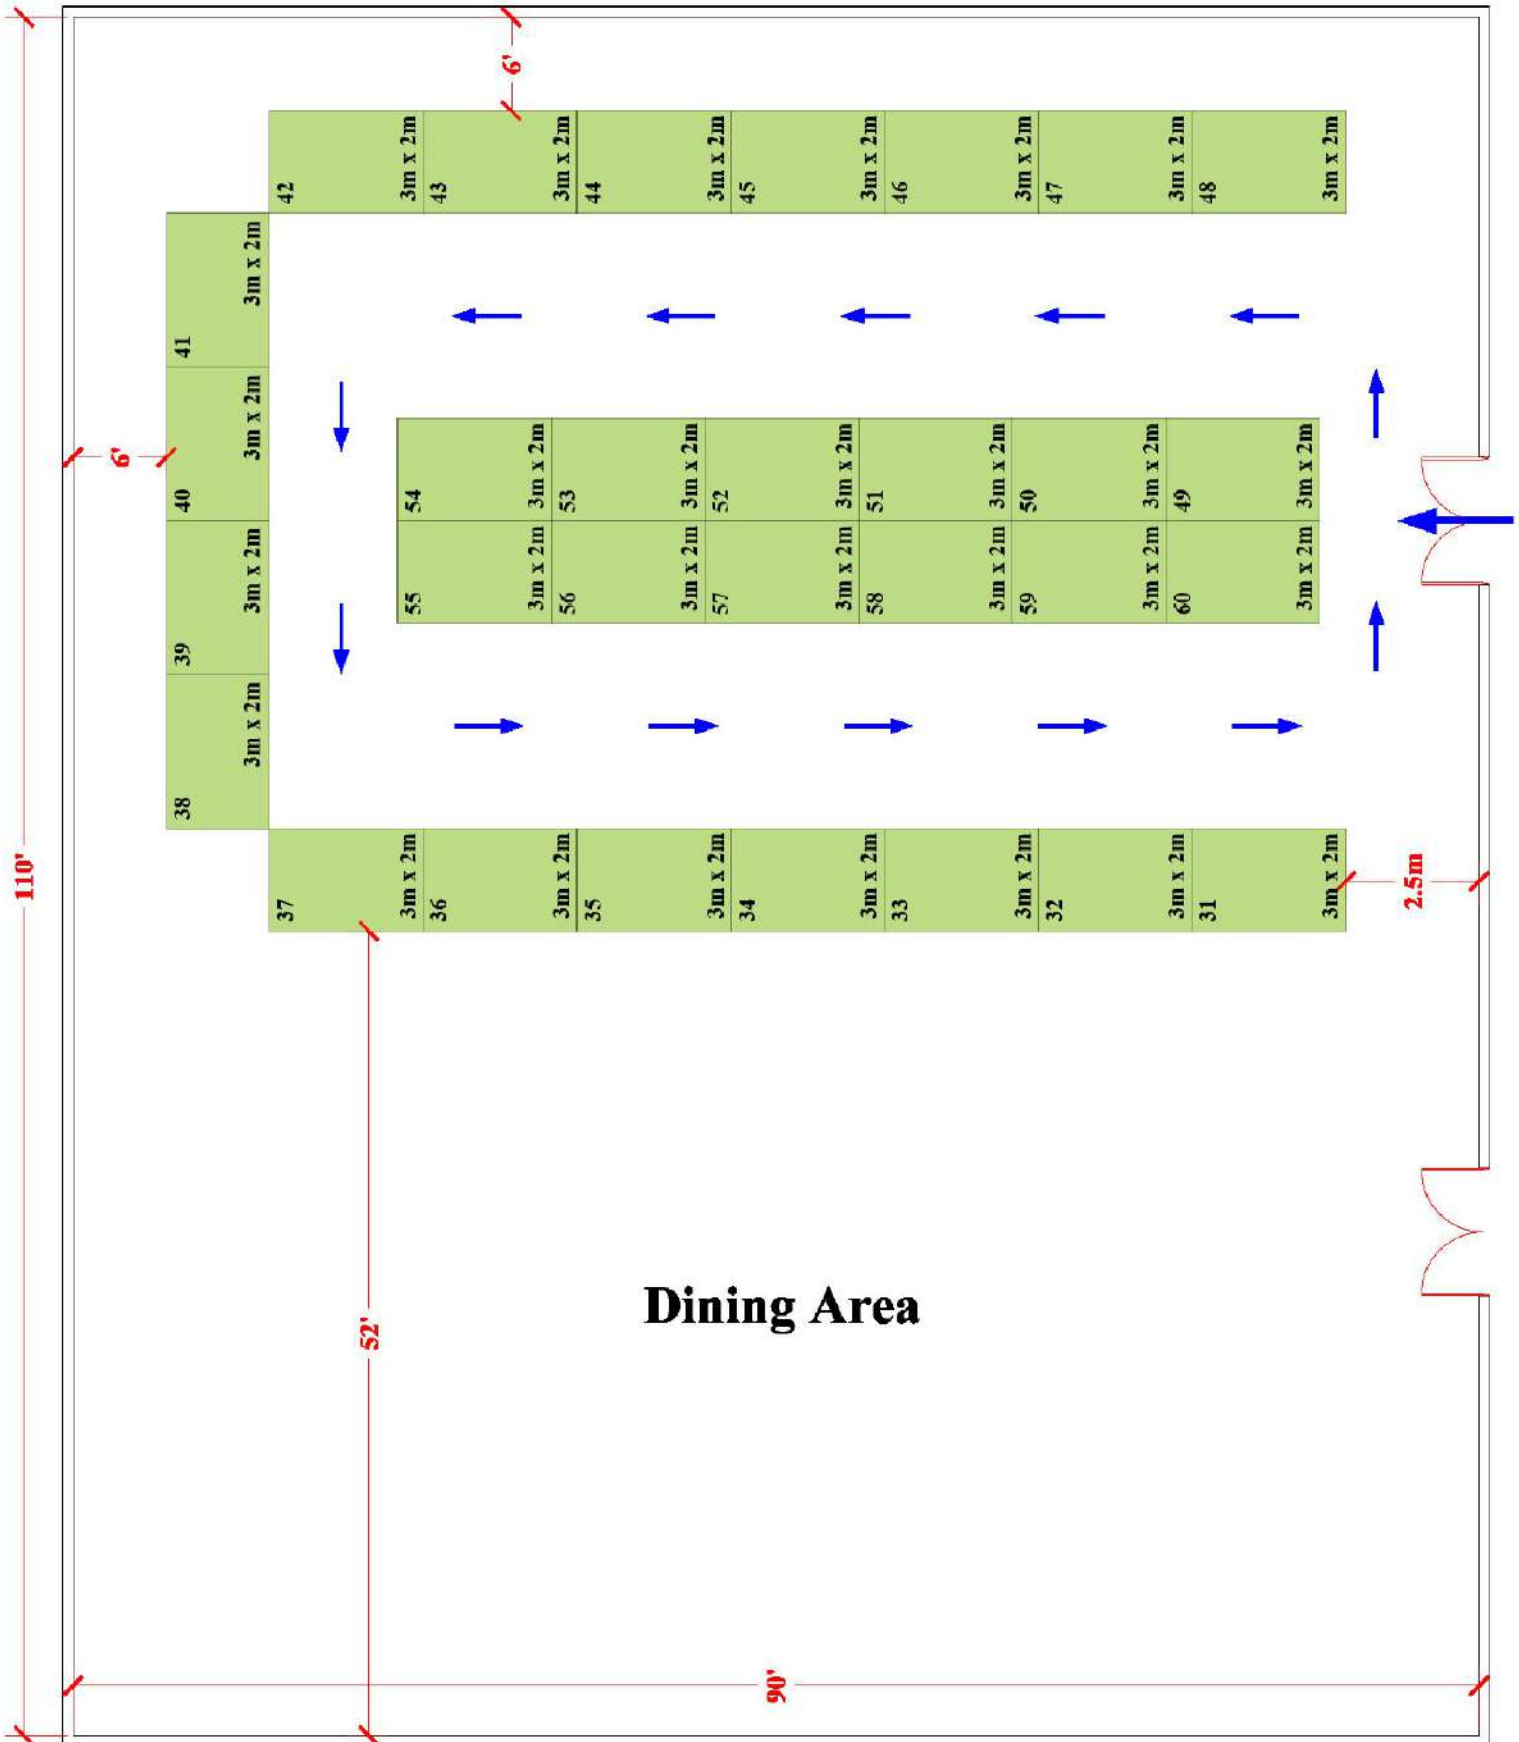 6'
42
3m x 2m
43
3m x 2m
44
3m x 2m
45
3m x 2m
46
3m x 2m
47
3m x 2m
48
3m x 2m
41
3m x 2m
40
3m x 2m
39
3m x 2m
38
3m x 2m
6'
54
3m x 2m
53
3m x 2m
52
3m x 2m
51
3m x 2m
50
3m x 2m
49
3m x 2m
55
3m x 2m
56
3m x 2m
57
3m x 2m
58
3m x 2m
59
3m x 2m
60
3m x 2m
37
3m x 2m
36
3m x 2m
35
3m x 2m
34
3m x 2m
33
3m x 2m
32
3m x 2m
31
3m x 2m
2.5m
110'
52'
Dining Area
90'